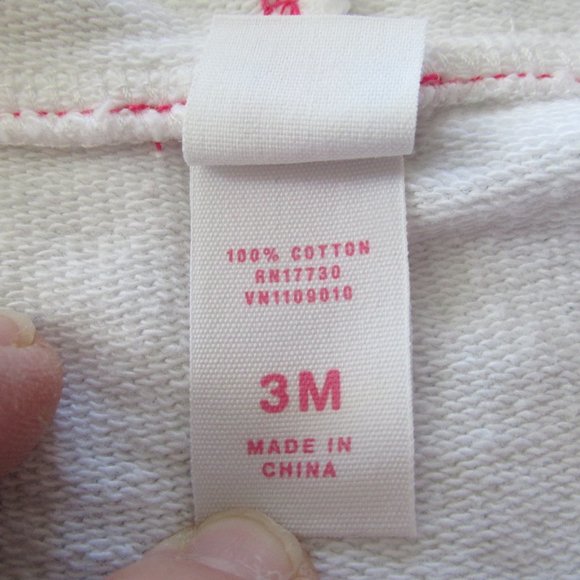 100% COTTON
RN17730
VN1109010
3M
MADE IN
CHINA